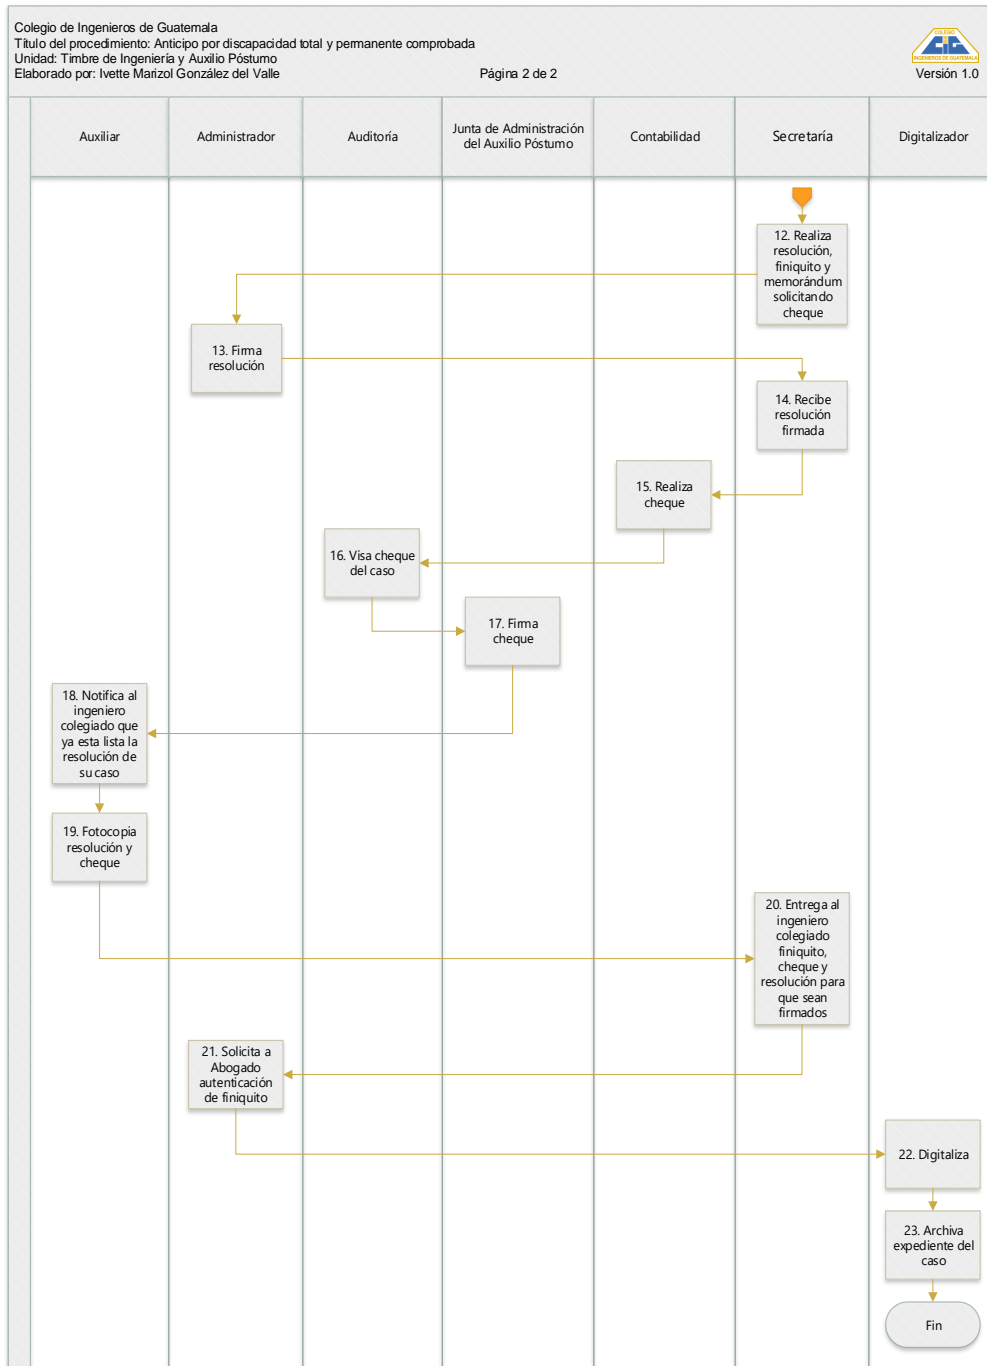 Colegio de Ingenieros de Guatemala
Título del procedimiento: Anticipo por discapacidad total y permanente comprobada
Unidad: Timbre de Ingeniería y Auxilio Póstumo
Elaborado por: Ivette Marizol González del Valle
Página 2 de 2
COLEGIO
CIG
INGENIEROS DE GUATEMALA
Versión 1.0
Auxiliar
Administrador
Auditoría
Junta de Administración
del Auxilio Póstumo
Contabilidad
Secretaría
Digitalizador
12. Realiza
resolución,
finiquito y
memorándum
solicitando
cheque
13. Firma
resolución
14. Recibe
resolución
firmada
15. Realiza
cheque
16. Visa cheque
del caso
17. Firma
cheque
18. Notifica al
ingeniero
colegiado que
ya esta lista la
resolución de
su caso
19. Fotocopia
resolución y
cheque
20. Entrega al
ingeniero
colegiado
finiquito,
cheque y
resolución para
que sean
firmados
21. Solicita a
Abogado
autenticación
de finiquito
22. Digitaliza
23. Archiva
expediente del
caso
Fin